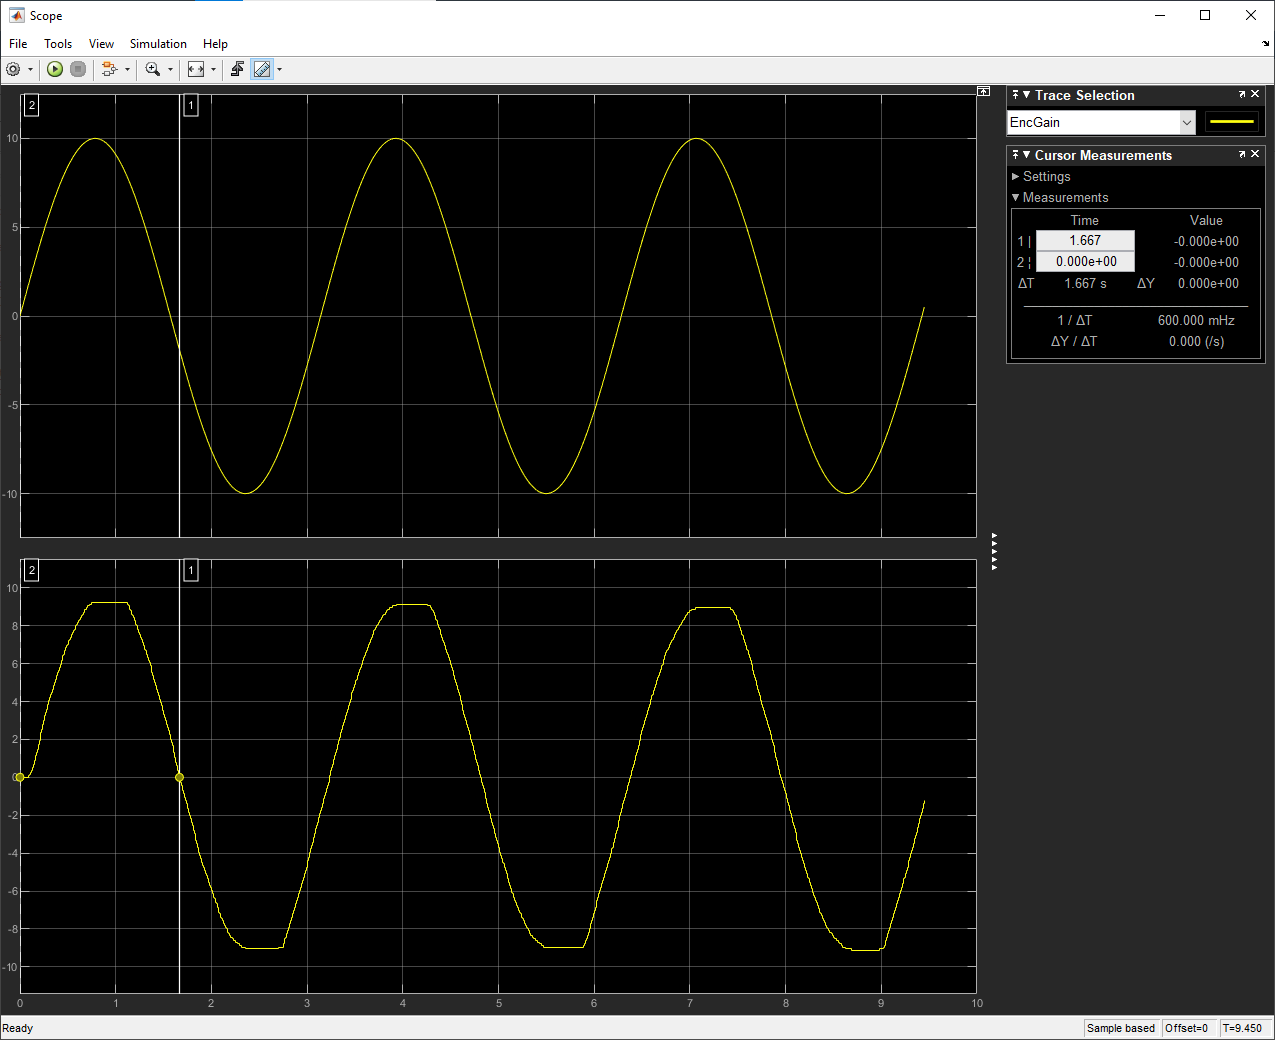 Scope
File Tools View Simulation Help
2 1
10
5
0
-5
-10
2 1
10
8
6
4
2
0
-2
-4
-6
-8
-10
0 1 2 3 4 5 6 7 8 9 10
Trace Selection
EncGain
Cursor Measurements
Settings
Measurements
Time Value
1 | 1.667 -0.000e+00
2 ¦ 0.000e+00 -0.000e+00
ΔT 1.667 s ΔY 0.000e+00
1 / ΔT 600.000 mHz
ΔY / ΔT 0.000 (/s)
Ready Sample based Offset=0 T=9.450